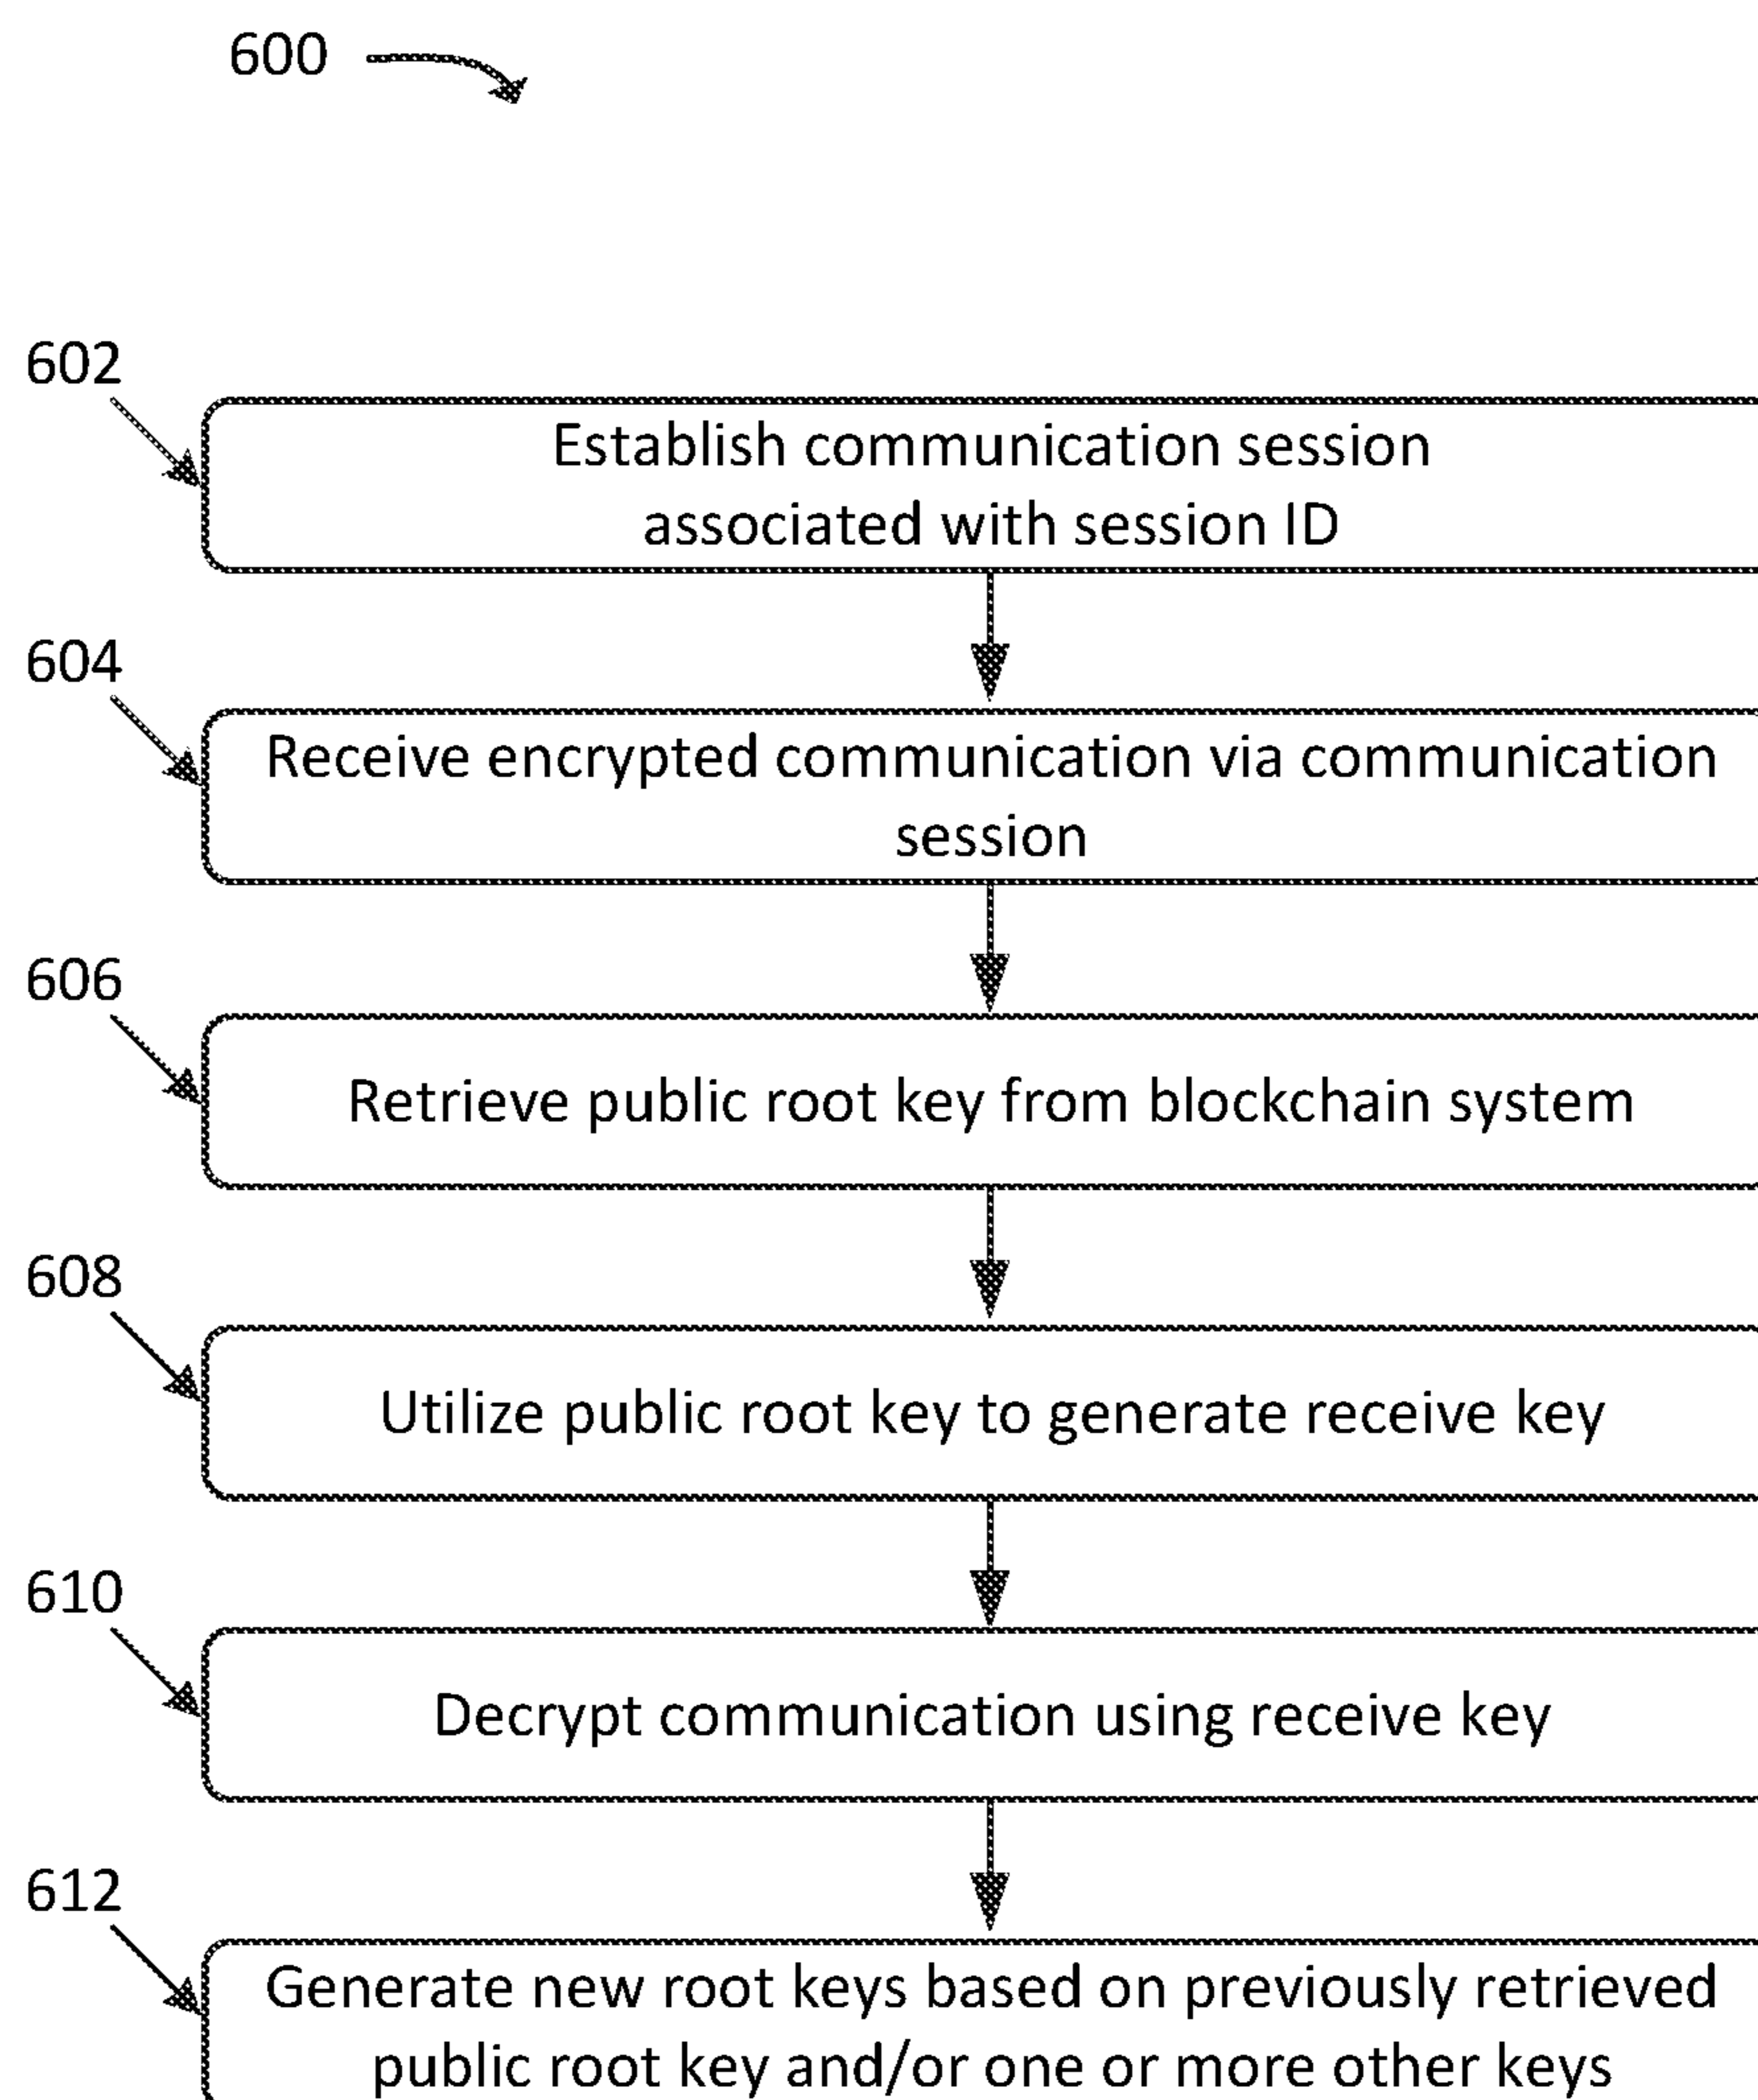 600
602
Establish communication session
associated with session ID
604
Receive encrypted communication via communication
session
606
Retrieve public root key from blockchain system
608
Utilize public root key to generate receive key
610
Decrypt communication using receive key
612
Generate new root keys based on previously retrieved
public root key and/or one or more other keys